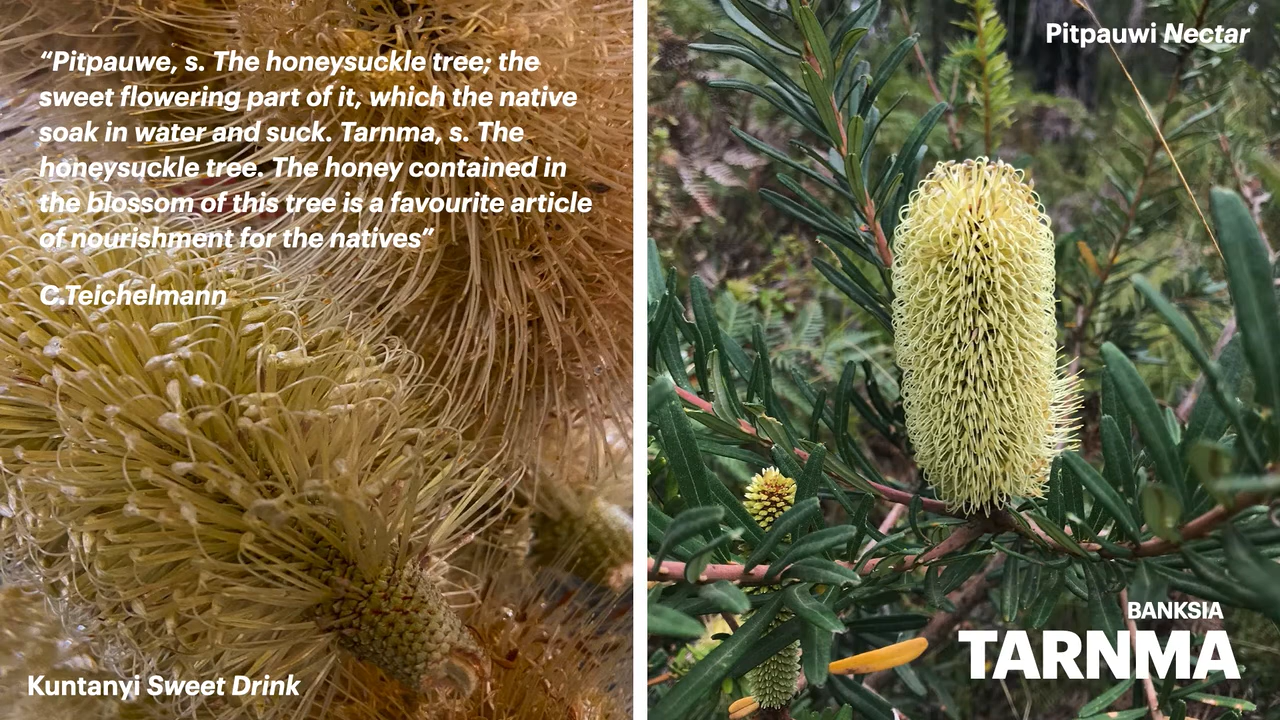 “Pitpauwe, s. The honeysuckle tree; the
sweet flowering part of it, which the native
soak in water and suck. Tarnma, s. The
honeysuckle tree. The honey contained in
the blossom of this tree is a favourite article
of nourishment for the natives”
C.Teichelmann
Kuntanyi Sweet Drink
Pitpauwi Nectar
BANKSIA
TARNMA